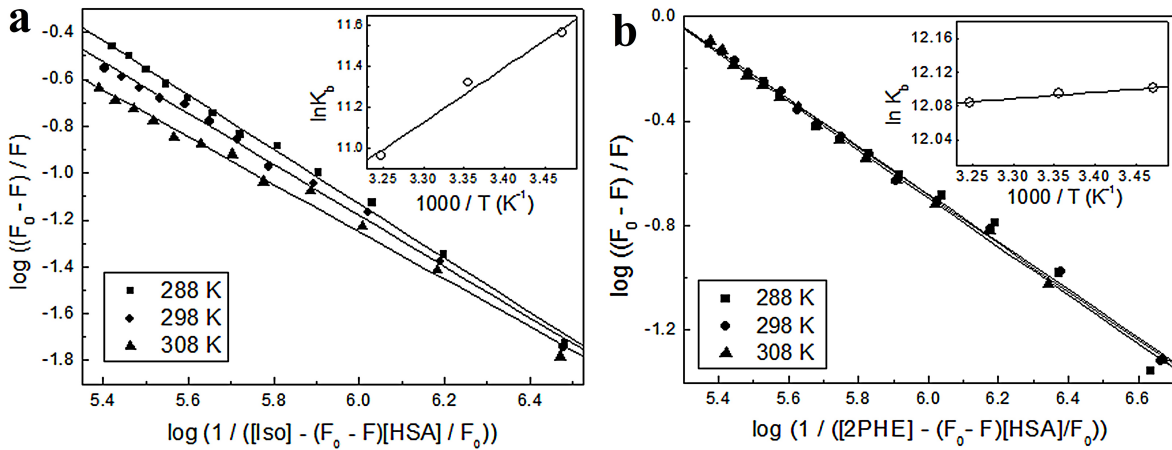 a
log ((F₀ - F) / F)
-0.4
-0.6
-0.8
-1.0
-1.2
-1.4
-1.6
-1.8
5.4 5.6 5.8 6.0 6.2 6.4
log (1 / ([Iso] - (F₀ - F)[HSA] / F₀))
288 K
298 K
308 K
lnKb
11.6
11.4
11.2
11.0
3.25 3.30 3.35 3.40 3.45
1000 / T (K⁻¹)
b
log ((F₀ - F) / F)
0.0
-0.4
-0.8
-1.2
5.4 5.6 5.8 6.0 6.2 6.4 6.6
log (1 / ([2PHE] - (F₀- F)[HSA]/F₀))
288 K
298 K
308 K
ln Kb
12.16
12.12
12.08
12.04
3.25 3.30 3.35 3.40 3.45
1000 / T (K⁻¹)